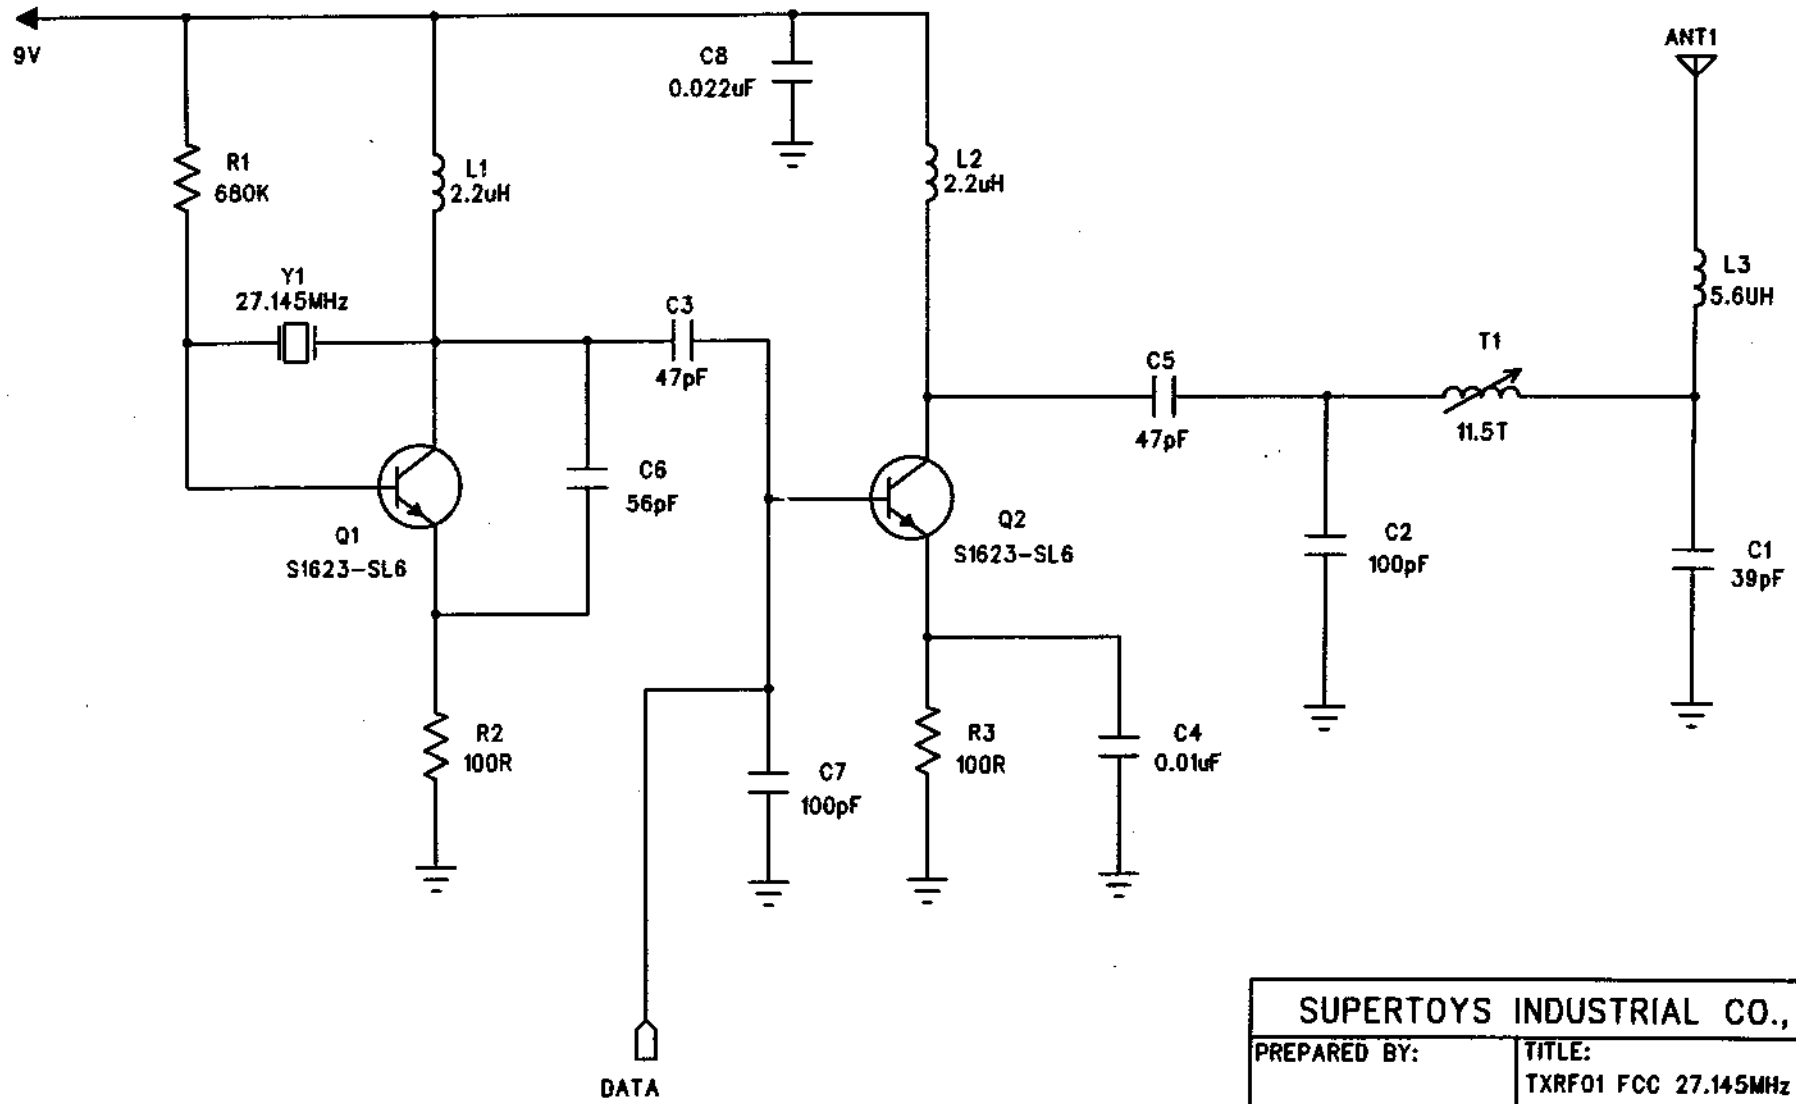 9V
C8
0.022uF
ANT1
R1
680K
L1
2.2uH
L2
2.2uH
Y1
27.145MHz
C3
47pF
L3
5.6UH
T1
11.5T
C5
47pF
C6
56pF
Q1
S1623-SL6
Q2
S1623-SL6
C2
100pF
C1
39pF
R2
100R
C7
100pF
R3
100R
C4
0.01uF
DATA
SUPERTOYS INDUSTRIAL CO.,
PREPARED BY:
TITLE:
TXRF01 FCC 27.145MHz